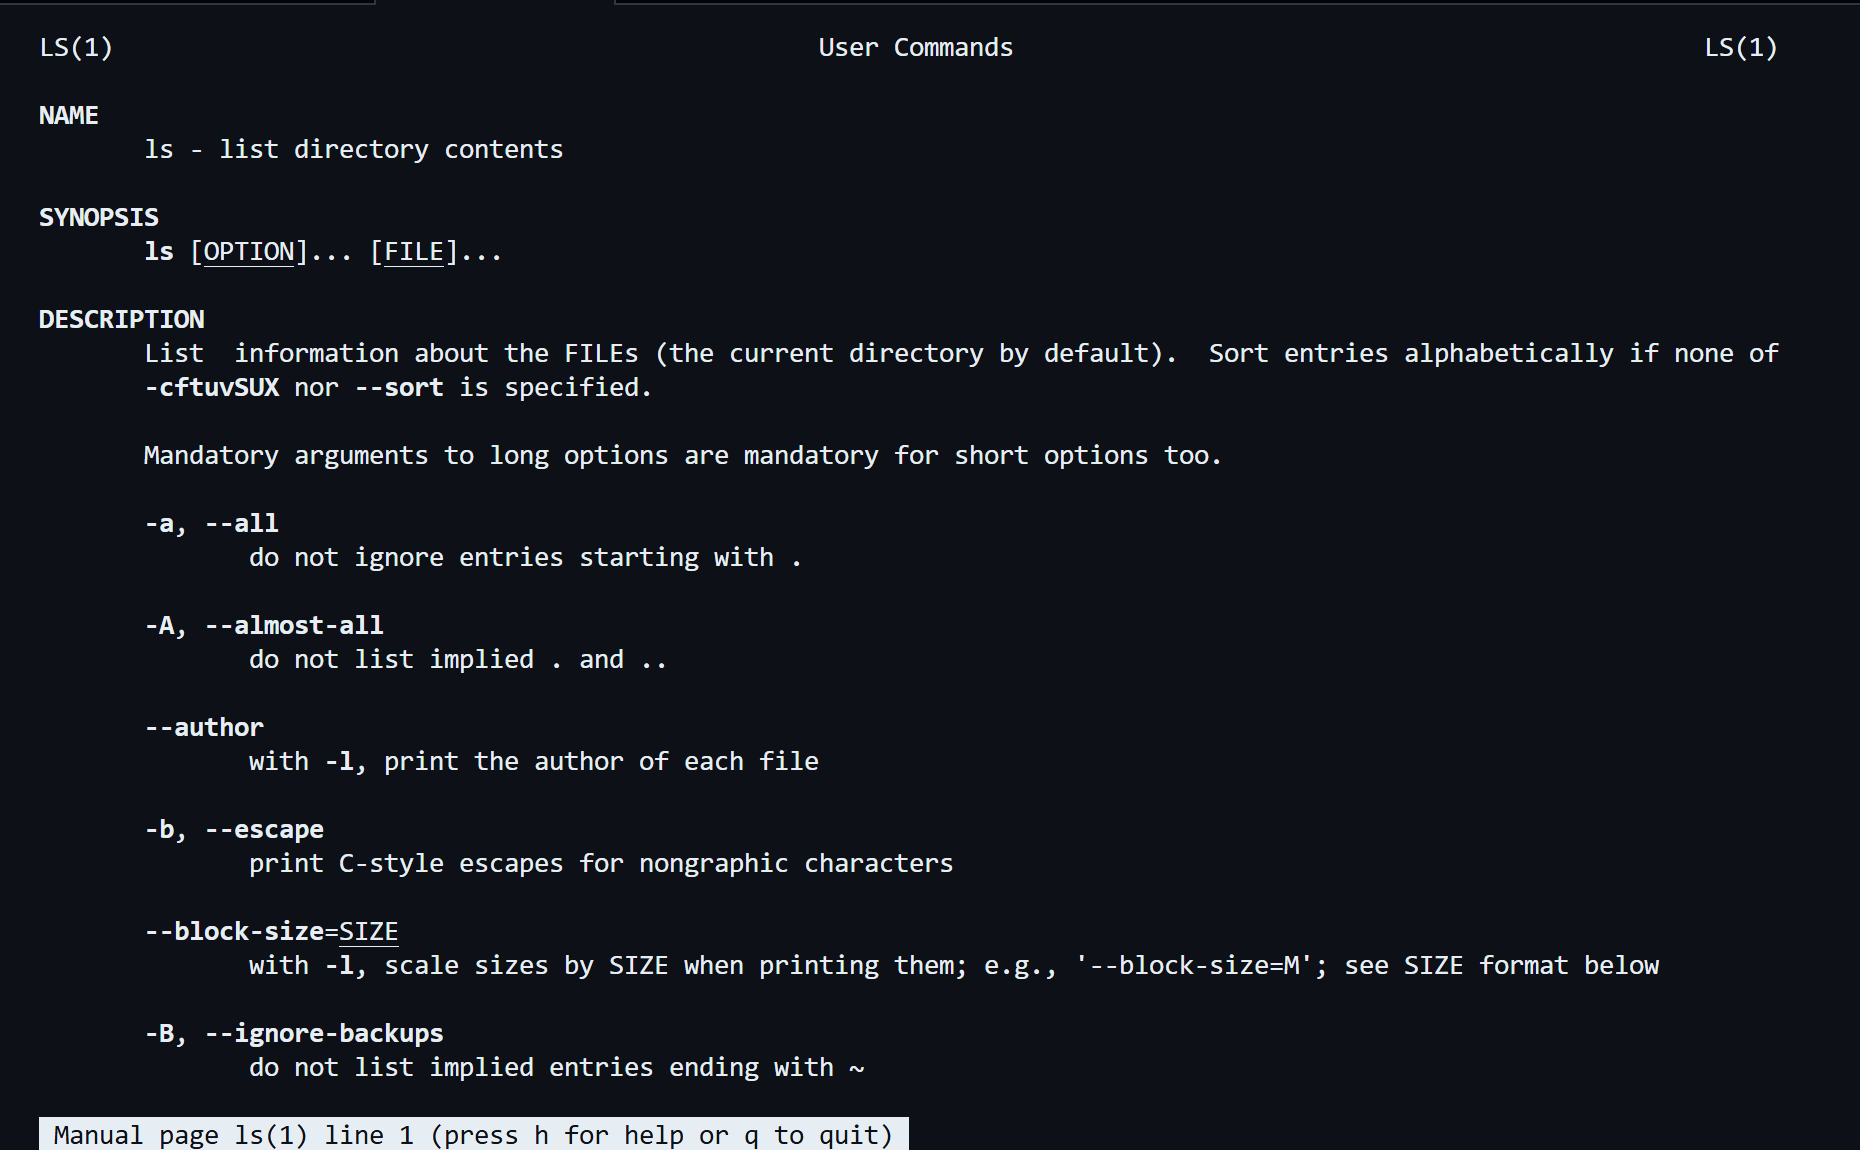 LS(1) User Commands LS(1)
NAME
ls - list directory contents
SYNOPSIS
ls [OPTION]... [FILE]...
DESCRIPTION
List  information about the FILEs (the current directory by default).  Sort entries alphabetically if none of
-cftuvSUX nor --sort is specified.
Mandatory arguments to long options are mandatory for short options too.
-a, --all
do not ignore entries starting with .
-A, --almost-all
do not list implied . and ..
--author
with -l, print the author of each file
-b, --escape
print C-style escapes for nongraphic characters
--block-size=SIZE
with -l, scale sizes by SIZE when printing them; e.g., '--block-size=M'; see SIZE format below
-B, --ignore-backups
do not list implied entries ending with ~
Manual page ls(1) line 1 (press h for help or q to quit)